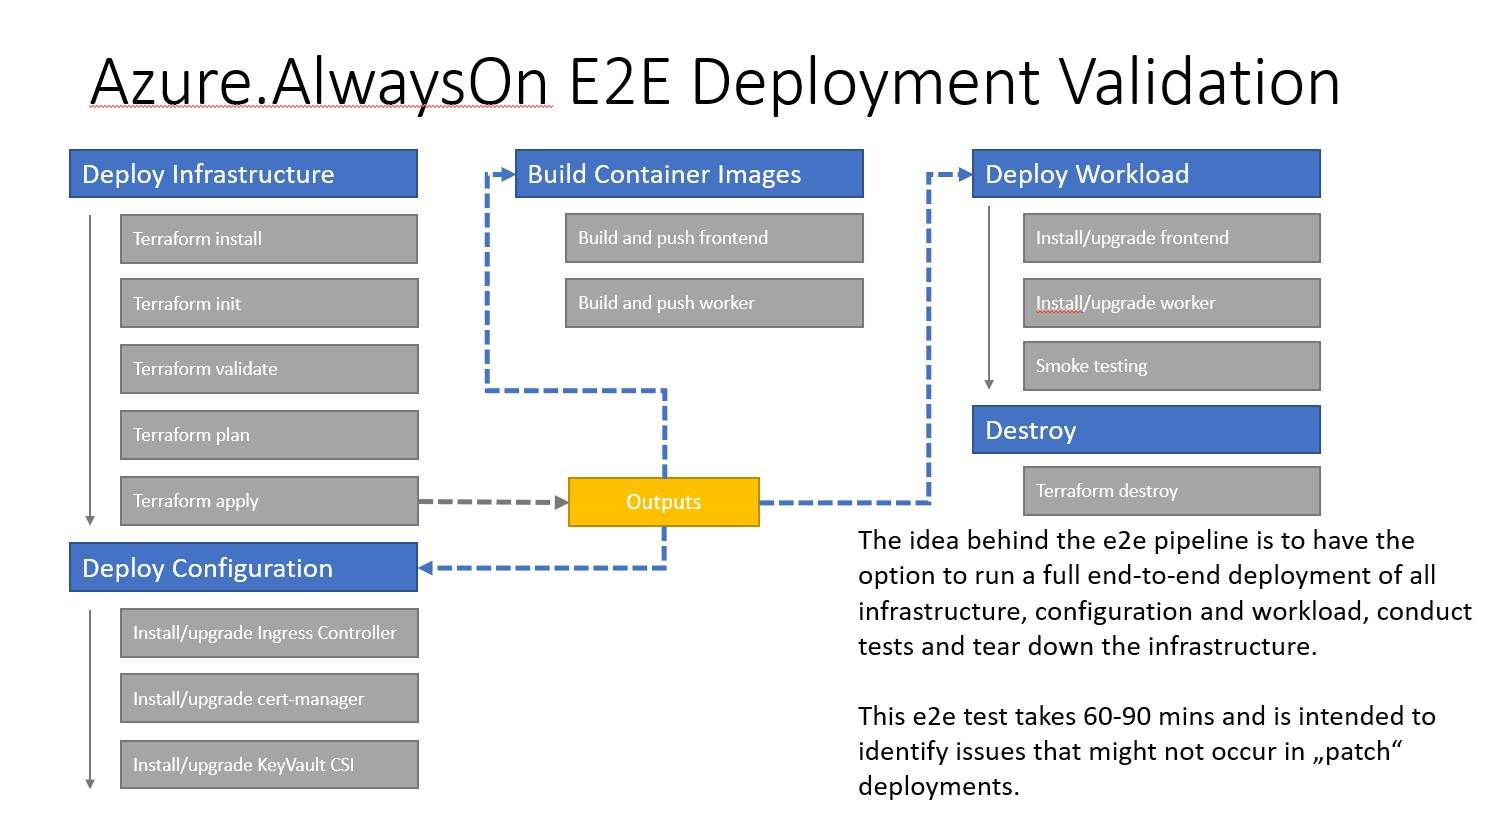 Azure.AlwaysOn E2E Deployment Validation
Deploy Infrastructure
Terraform install
Terraform init
Terraform validate
Terraform plan
Terraform apply
Deploy Configuration
Install/upgrade Ingress Controller
Install/upgrade cert-manager
Install/upgrade KeyVault CSI
Build Container Images
Build and push frontend
Build and push worker
Outputs
Deploy Workload
Install/upgrade frontend
Install/upgrade worker
Smoke testing
Destroy
Terraform destroy
The idea behind the e2e pipeline is to have the
option to run a full end-to-end deployment of all
infrastructure, configuration and workload, conduct
tests and tear down the infrastructure.
This e2e test takes 60-90 mins and is intended to
identify issues that might not occur in „patch“
deployments.